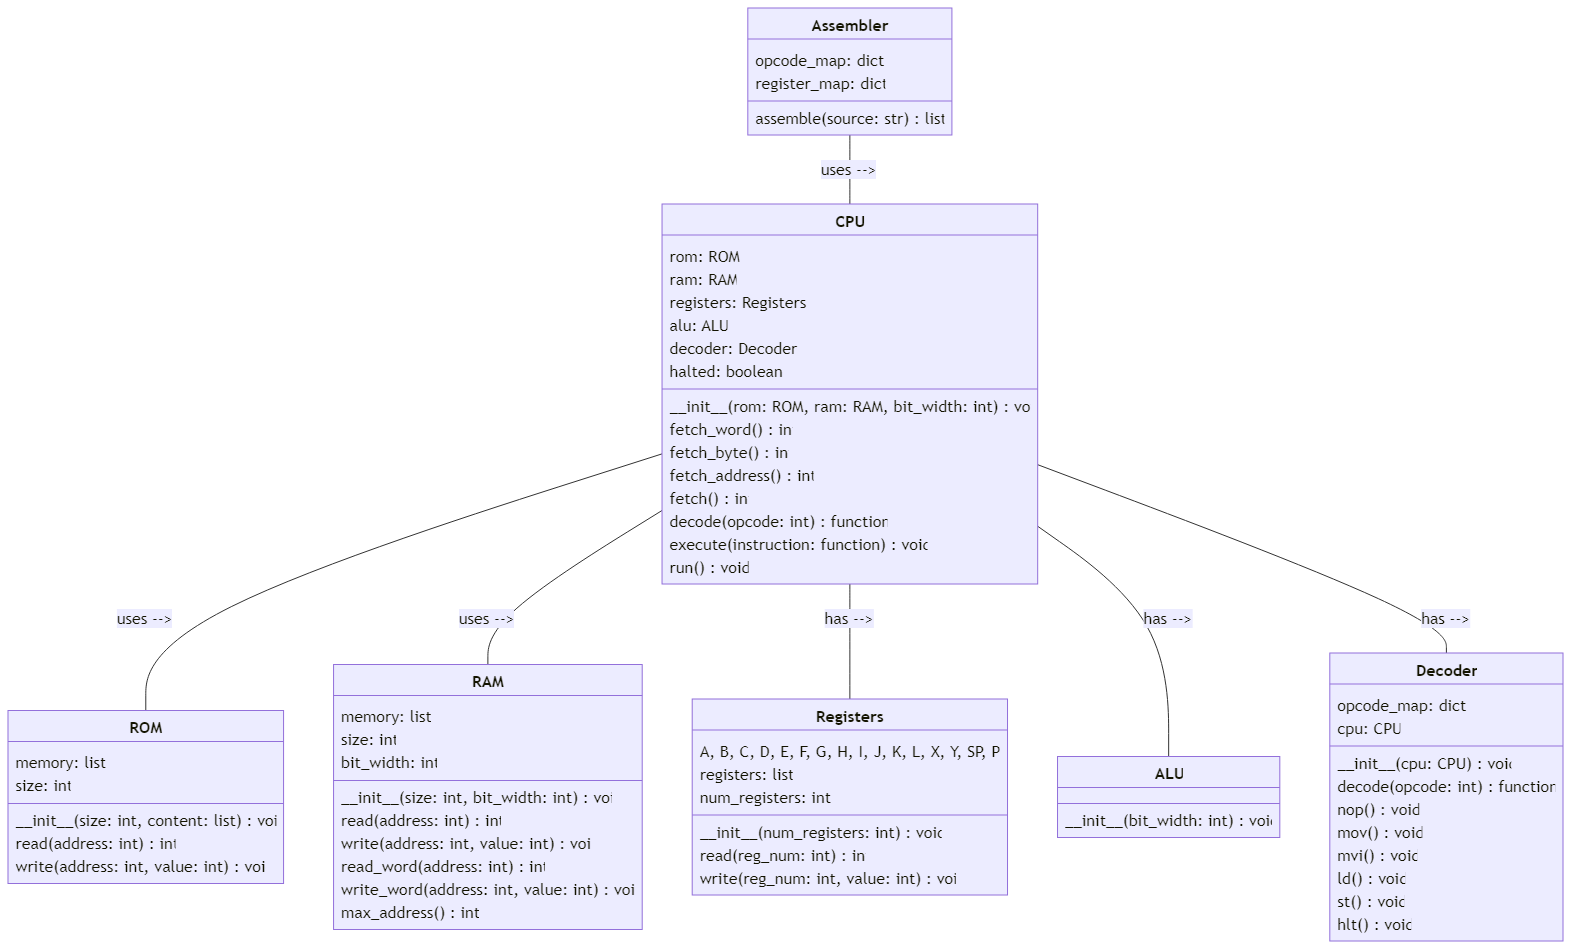 Assembler
opcode_map: dict
register_map: dict
assemble(source: str) : list
uses -->
CPU
rom: ROM
ram: RAM
registers: Registers
alu: ALU
decoder: Decoder
halted: boolean
__init__(rom: ROM, ram: RAM, bit_width: int) : vo
fetch_word() : in
fetch_byte() : in
fetch_address() : int
fetch() : in
decode(opcode: int) : function
execute(instruction: function) : void
run() : void
uses -->
uses -->
has -->
has -->
has -->
ROM
memory: list
size: int
__init__(size: int, content: list) : voi
read(address: int) : int
write(address: int, value: int) : voi
RAM
memory: list
size: int
bit_width: int
__init__(size: int, bit_width: int) : voi
read(address: int) : int
write(address: int, value: int) : voi
read_word(address: int) : int
write_word(address: int, value: int) : voi
max_address() : int
Registers
A, B, C, D, E, F, G, H, I, J, K, L, X, Y, SP, P
registers: list
num_registers: int
__init__(num_registers: int) : void
read(reg_num: int) : in
write(reg_num: int, value: int) : voi
ALU
__init__(bit_width: int) : void
Decoder
opcode_map: dict
cpu: CPU
__init__(cpu: CPU) : void
decode(opcode: int) : function
nop() : void
mov() : void
mvi() : void
ld() : void
st() : void
hlt() : void